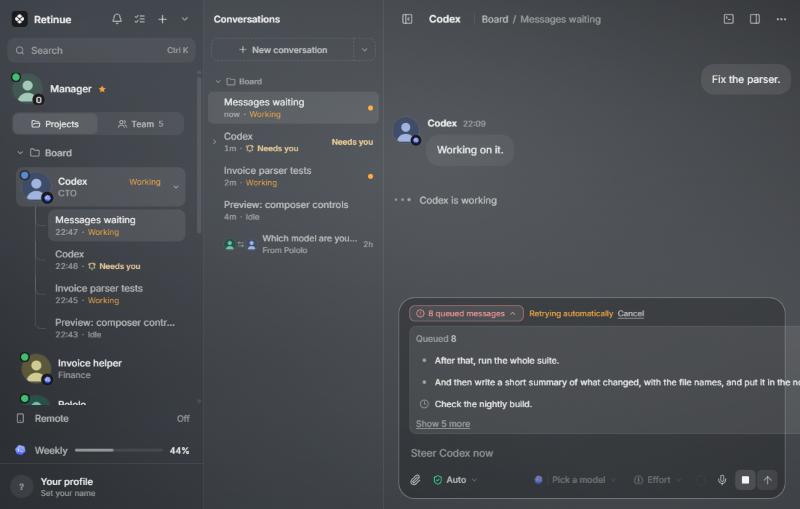 Retinue
Search
Ctrl K
Manager
Projects
Team 5
Board
Codex
Working
CTO
Messages waiting
22:47 · Working
Codex
22:46 · Needs you
Invoice parser tests
22:45 · Working
Preview: composer contr...
22:43 · Idle
Invoice helper
Finance
Pololo
Remote
Off
Weekly
44%
?
Your profile
Set your name
Conversations
+ New conversation
Board
Messages waiting
now · Working
Codex
1m · Needs you
Needs you
Invoice parser tests
2m · Working
Preview: composer controls
4m · Idle
Which model are you...
2h
From Pololo
Codex
Board / Messages waiting
Fix the parser.
Codex 22:09
Working on it.
Codex is working
8 queued messages
Retrying automatically
Cancel
Queued 8
After that, run the whole suite.
And then write a short summary of what changed, with the file names, and put it in the
Check the nightly build.
Show 5 more
Steer Codex now
Auto
Pick a model
Effort